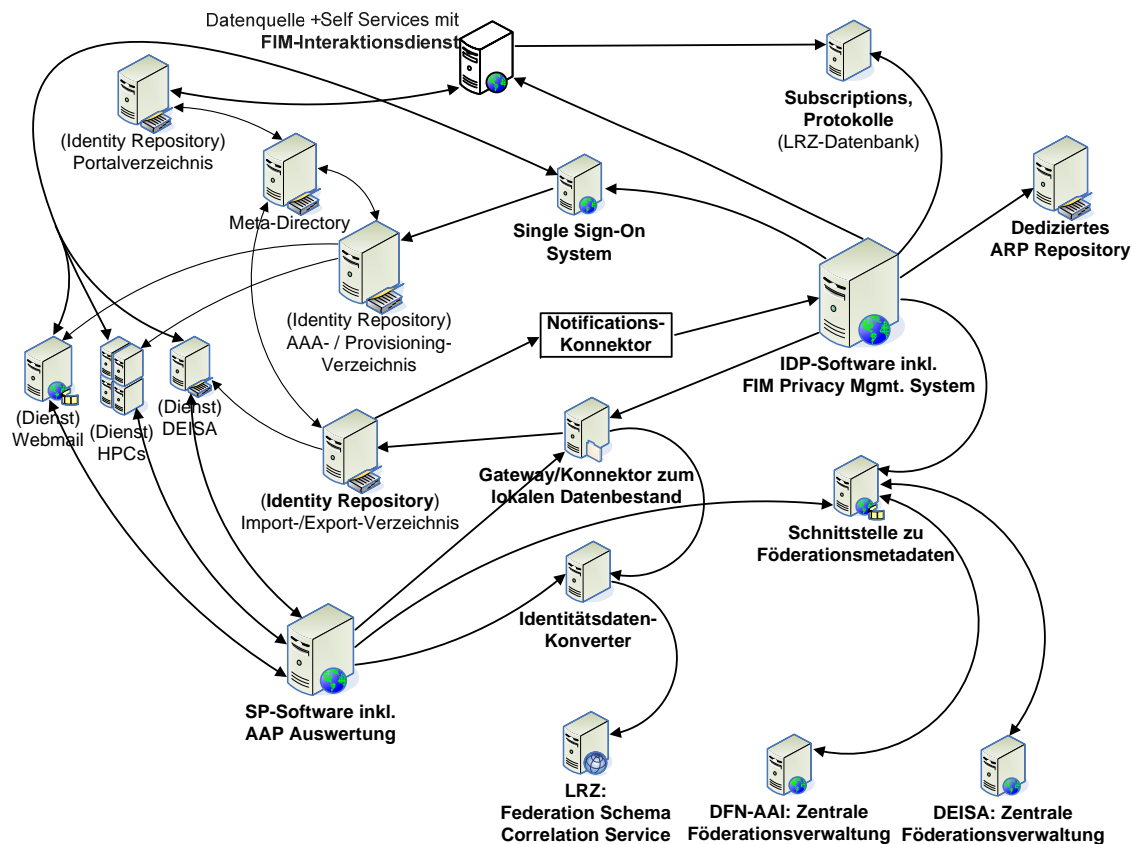 Datenquelle +Self Services mit
FIM-Interaktionsdienst
Subscriptions,
Protokolle
(LRZ-Datenbank)
(Identity Repository)
Portalverzeichnis
Meta-Directory
Single Sign-On
System
Dediziertes
ARP Repository
(Identity Repository)
AAA- / Provisioning-
Verzeichnis
Notifications-
Konnektor
IDP-Software inkl.
FIM Privacy Mgmt. System
(Dienst)
Webmail
(Dienst)
HPCs
(Dienst)
DEISA
(Identity Repository)
Import-/Export-Verzeichnis
Gateway/Konnektor zum
lokalen Datenbestand
Schnittstelle zu
Föderationsmetadaten
Identitätsdaten-
Konverter
SP-Software inkl.
AAP Auswertung
LRZ:
Federation Schema
Correlation Service
DFN-AAI: Zentrale
Föderationsverwaltung
DEISA: Zentrale
Föderationsverwaltung